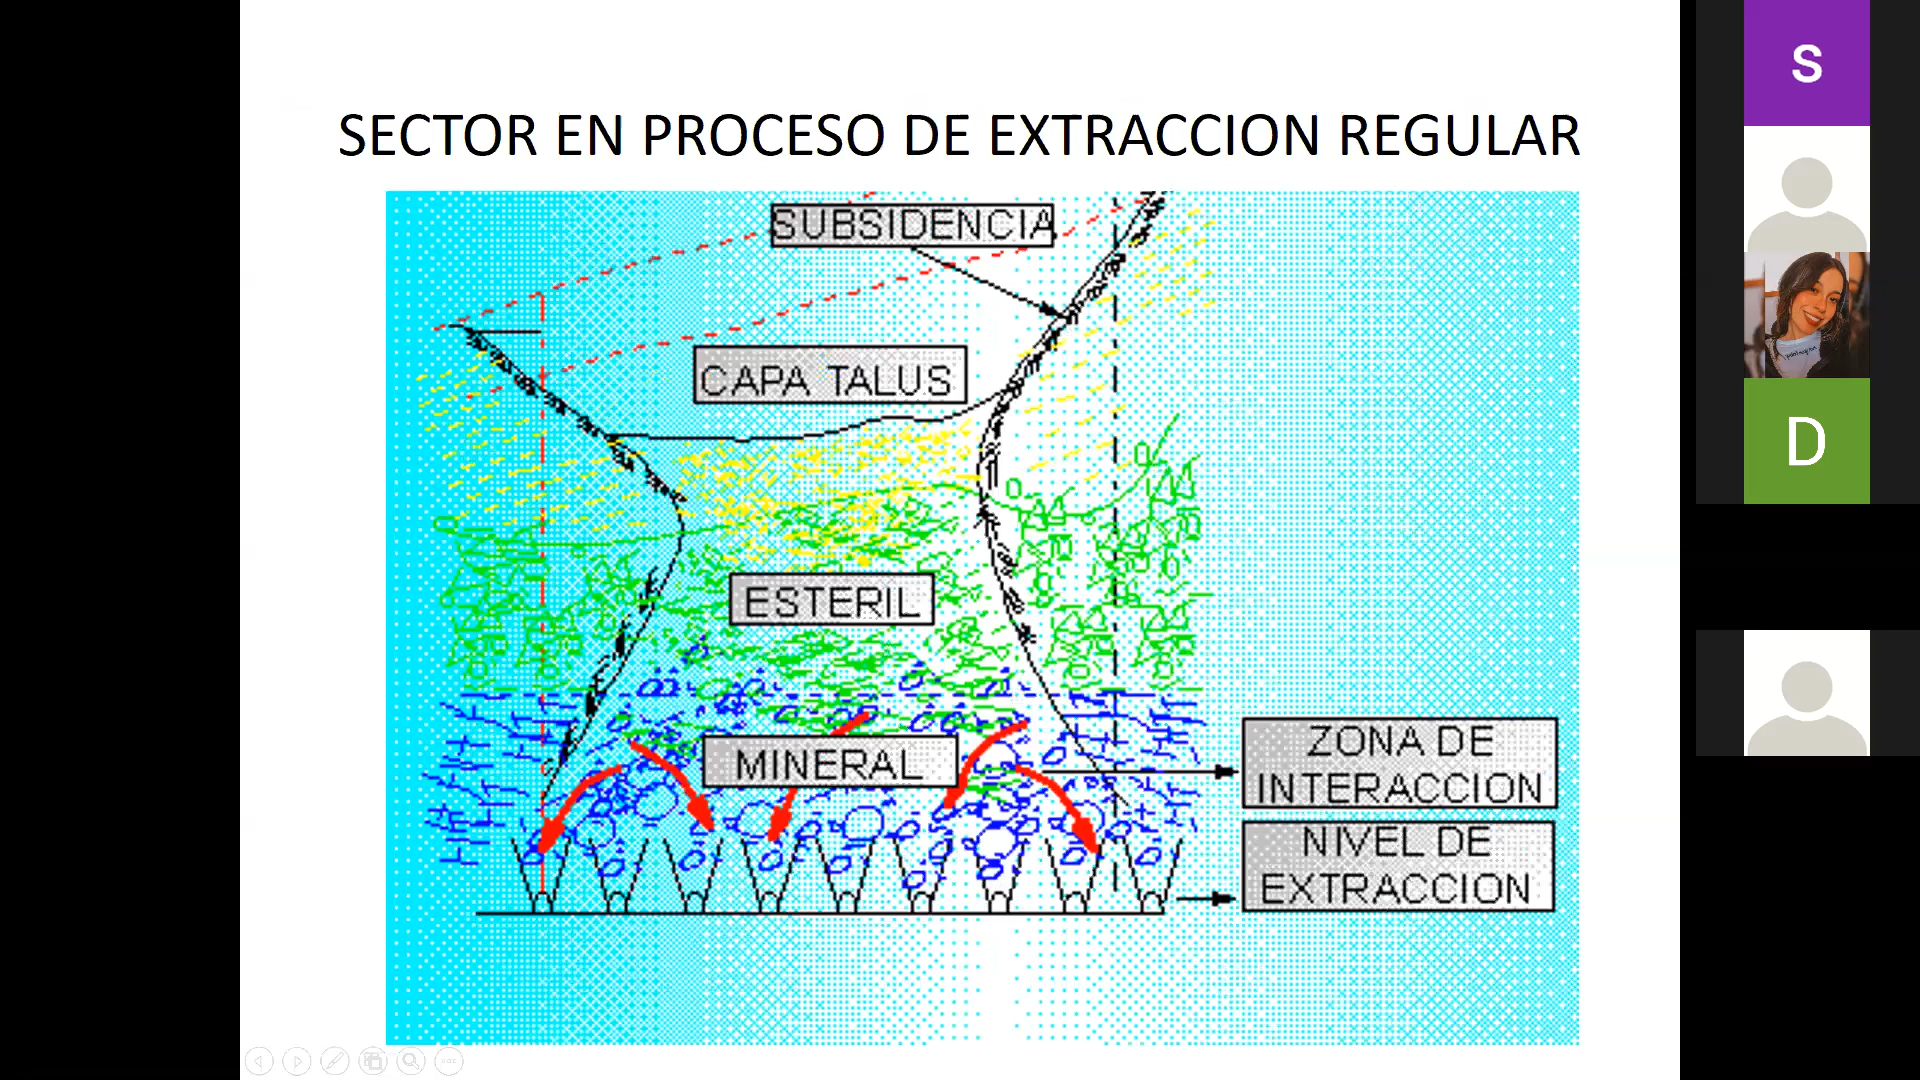 SECTOR EN PROCESO DE EXTRACCION REGULAR
SUBSIDENCIA
CAPA TALUS
ESTERIL
MINERAL
ZONA DE
INTERACCION
NIVEL DE
EXTRACCION
S
D